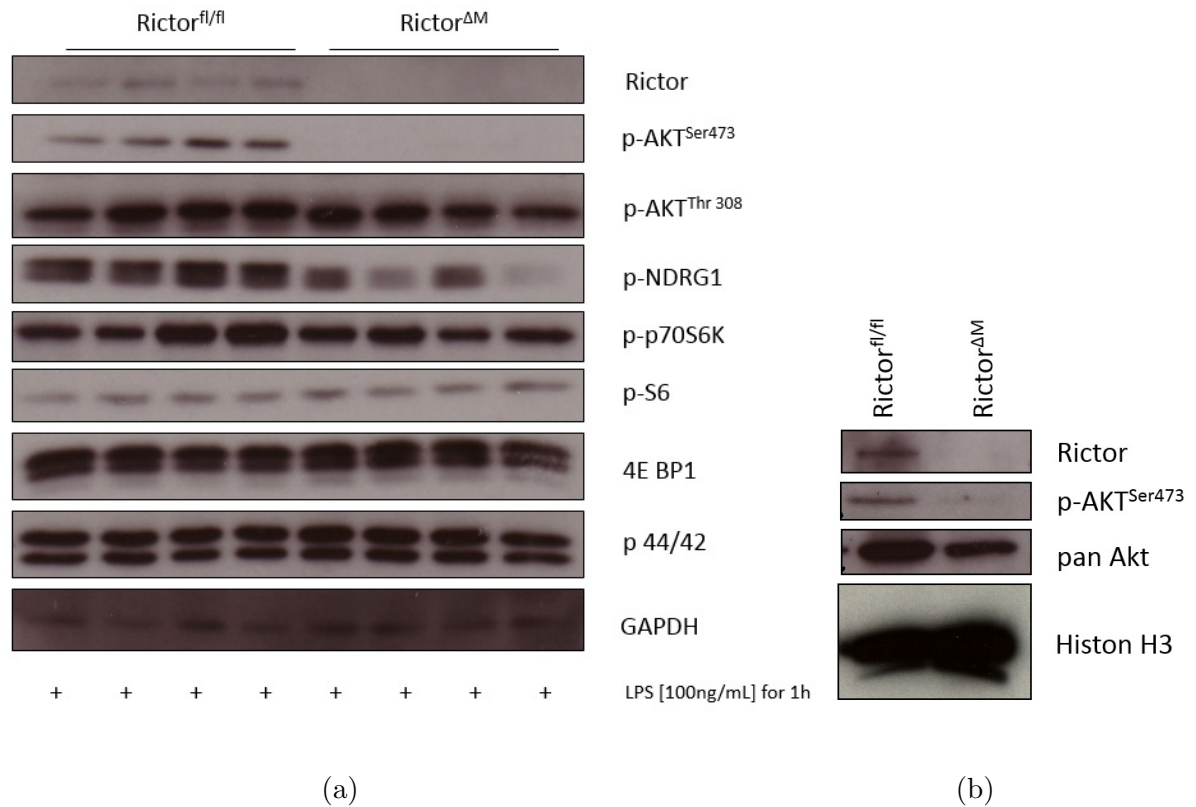 Rictor^fl/fl Rictor^ΔM
Rictor
p-AKT^Ser473
p-AKT^Thr 308
p-NDRG1
p-p70S6K
p-S6
4E BP1
p 44/42
GAPDH
+ + + + + + + + LPS [100ng/mL] for 1h
(a)
Rictor^fl/fl Rictor^ΔM
Rictor
p-AKT^Ser473
pan Akt
Histon H3
(b)